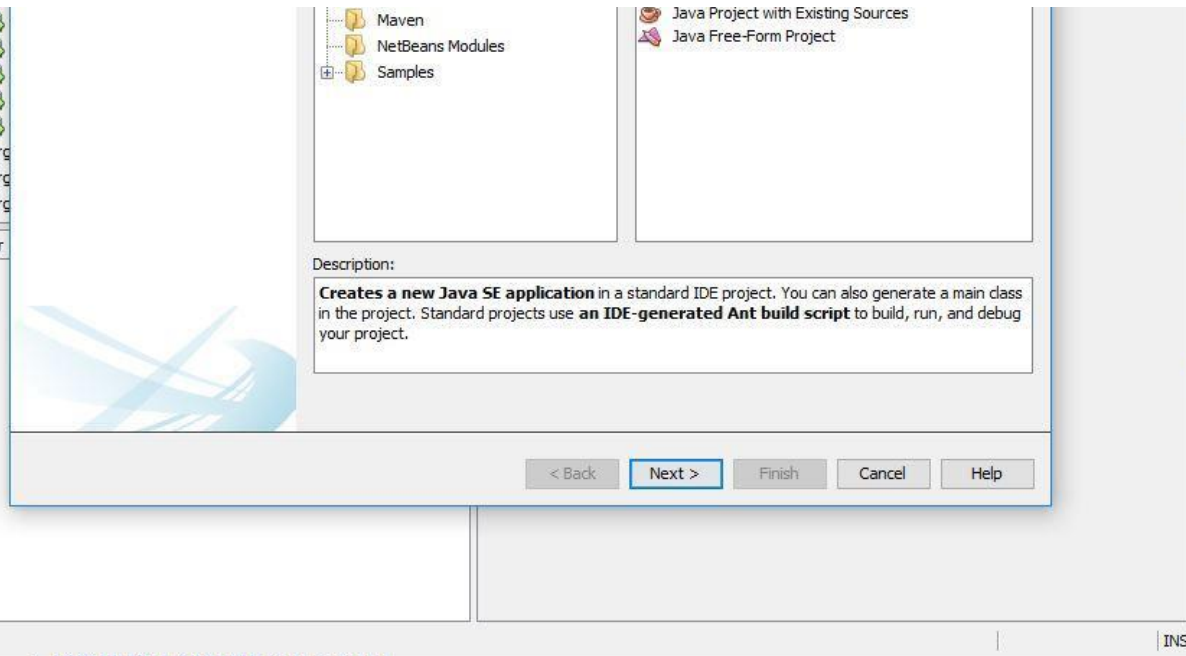 Maven
NetBeans Modules
Samples
Java Project with Existing Sources
Java Free-Form Project
Description:
Creates a new Java SE application in a standard IDE project. You can also generate a main class
in the project. Standard projects use an IDE-generated Ant build script to build, run, and debug
your project.
< Back
Next >
Finish
Cancel
Help
INS